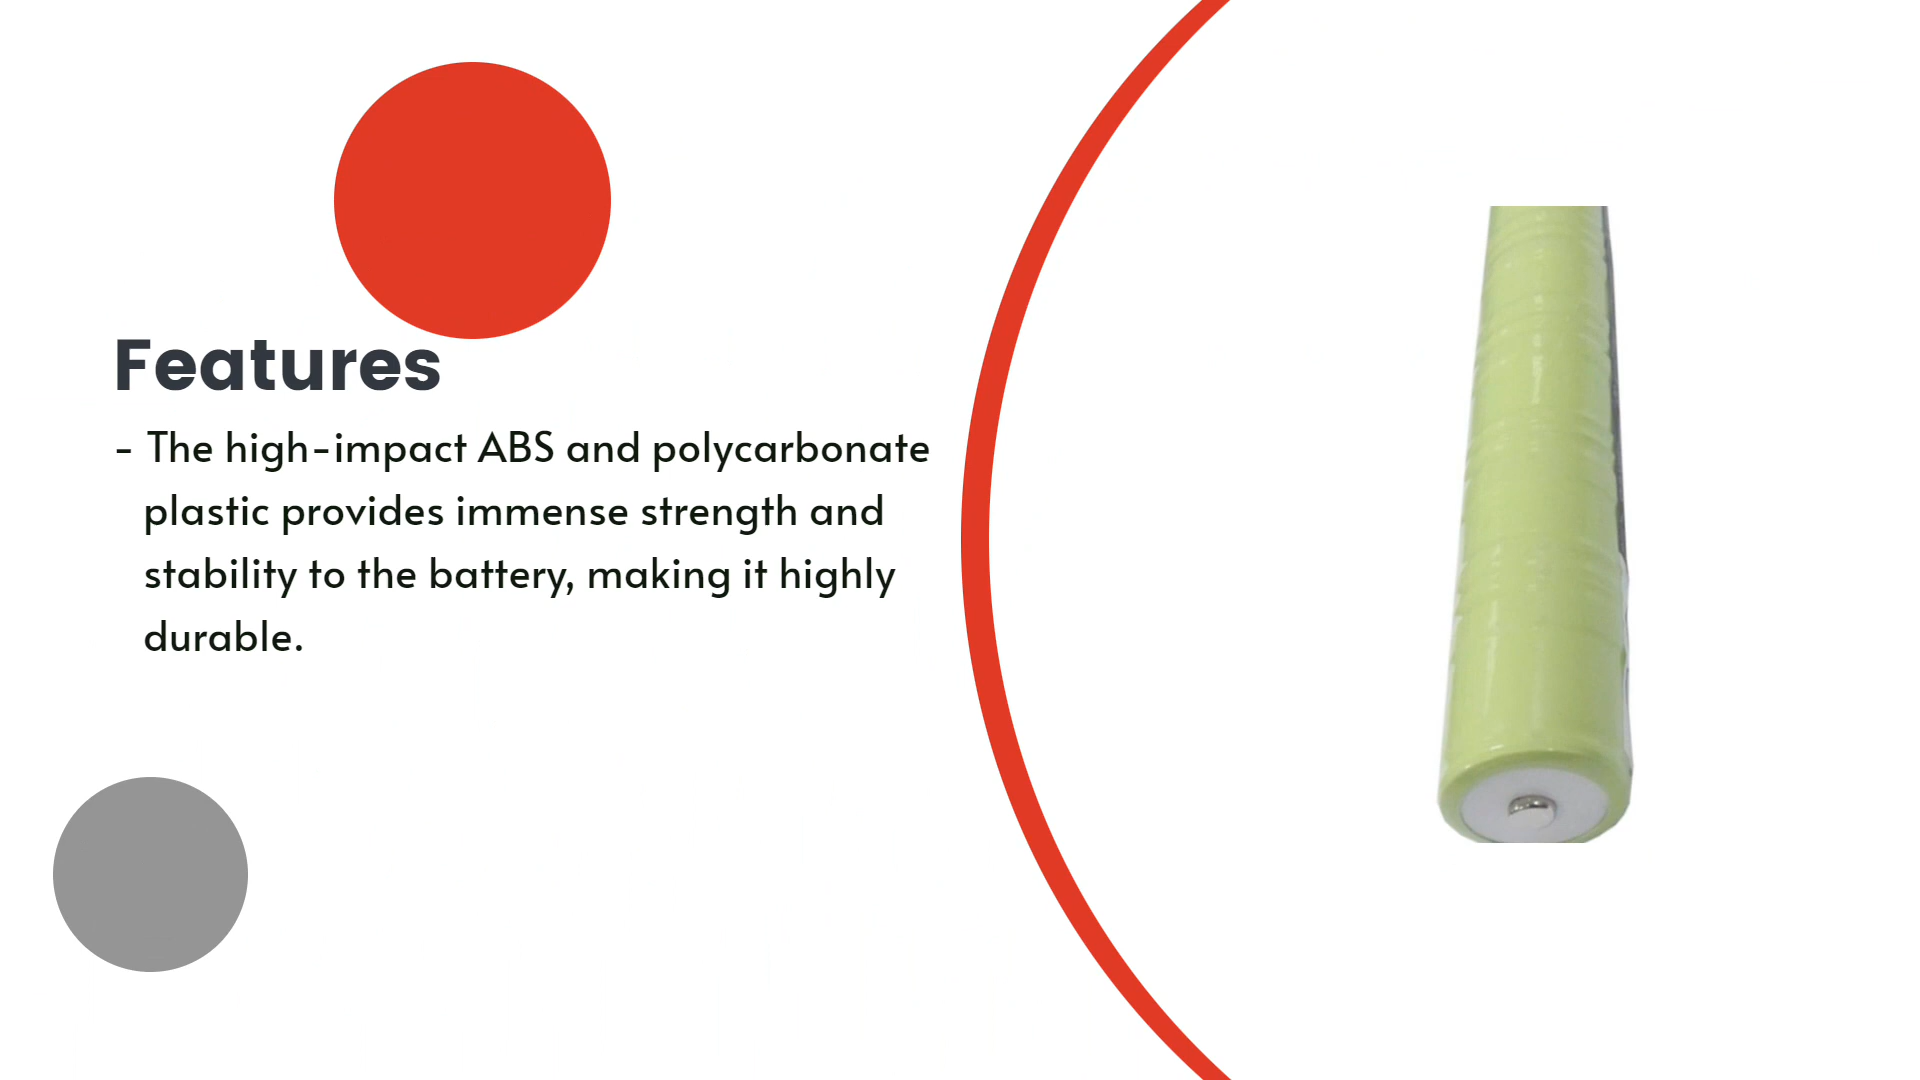 Features
- The high-impact ABS and polycarbonate
plastic provides immense strength and
stability to the battery, making it highly
durable.